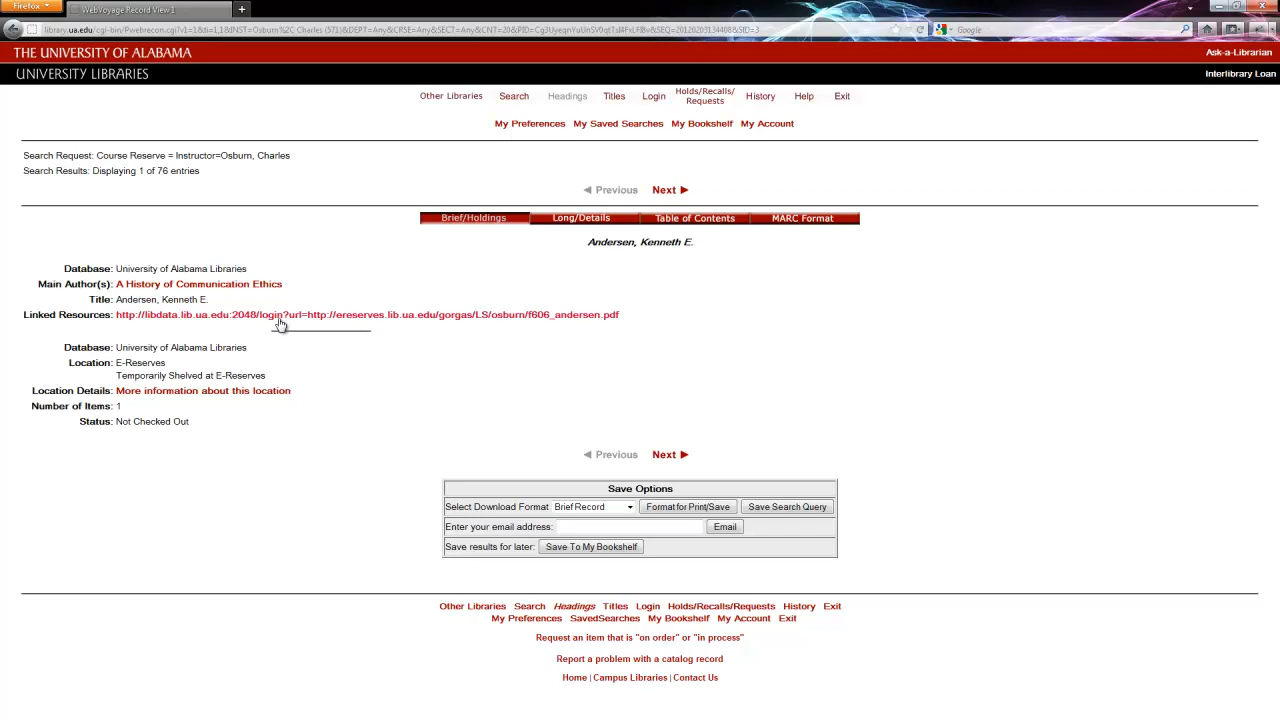 Firefox
WebVoyage Record View 1
Google
THE UNIVERSITY OF ALABAMA
Ask-a-Librarian
UNIVERSITY LIBRARIES
Interlibrary Loan
Other Libraries Search Headings Titles Login Holds/Recalls/ Requests History Help Exit
My Preferences My Saved Searches My Bookshelf My Account
Search Request: Course Reserve = Instructor=Osburn, Charles
Search Results: Displaying 1 of 76 entries
◀ Previous Next ▶
Brief/Holdings Long/Details Table of Contents MARC Format
Andersen, Kenneth E.
Database: University of Alabama Libraries
Main Author(s): A History of Communication Ethics
Title: Andersen, Kenneth E.
Linked Resources: http://libdata.lib.ua.edu:2048/login?url=http://ereserves.lib.ua.edu/gorgas/LS/osburn/f606_andersen.pdf
Database: University of Alabama Libraries
Location: E-Reserves
Temporarily Shelved at E-Reserves
Location Details: More information about this location
Number of Items: 1
Status: Not Checked Out
◀ Previous Next ▶
Save Options
Select Download Format Brief Record Format for Print/Save Save Search Query
Enter your email address: Email
Save results for later: Save To My Bookshelf
Other Libraries Search Headings Titles Login Holds/Recalls/Requests History Exit
My Preferences SavedSearches My Bookshelf My Account Exit
Request an item that is "on order" or "in process"
Report a problem with a catalog record
Home | Campus Libraries | Contact Us